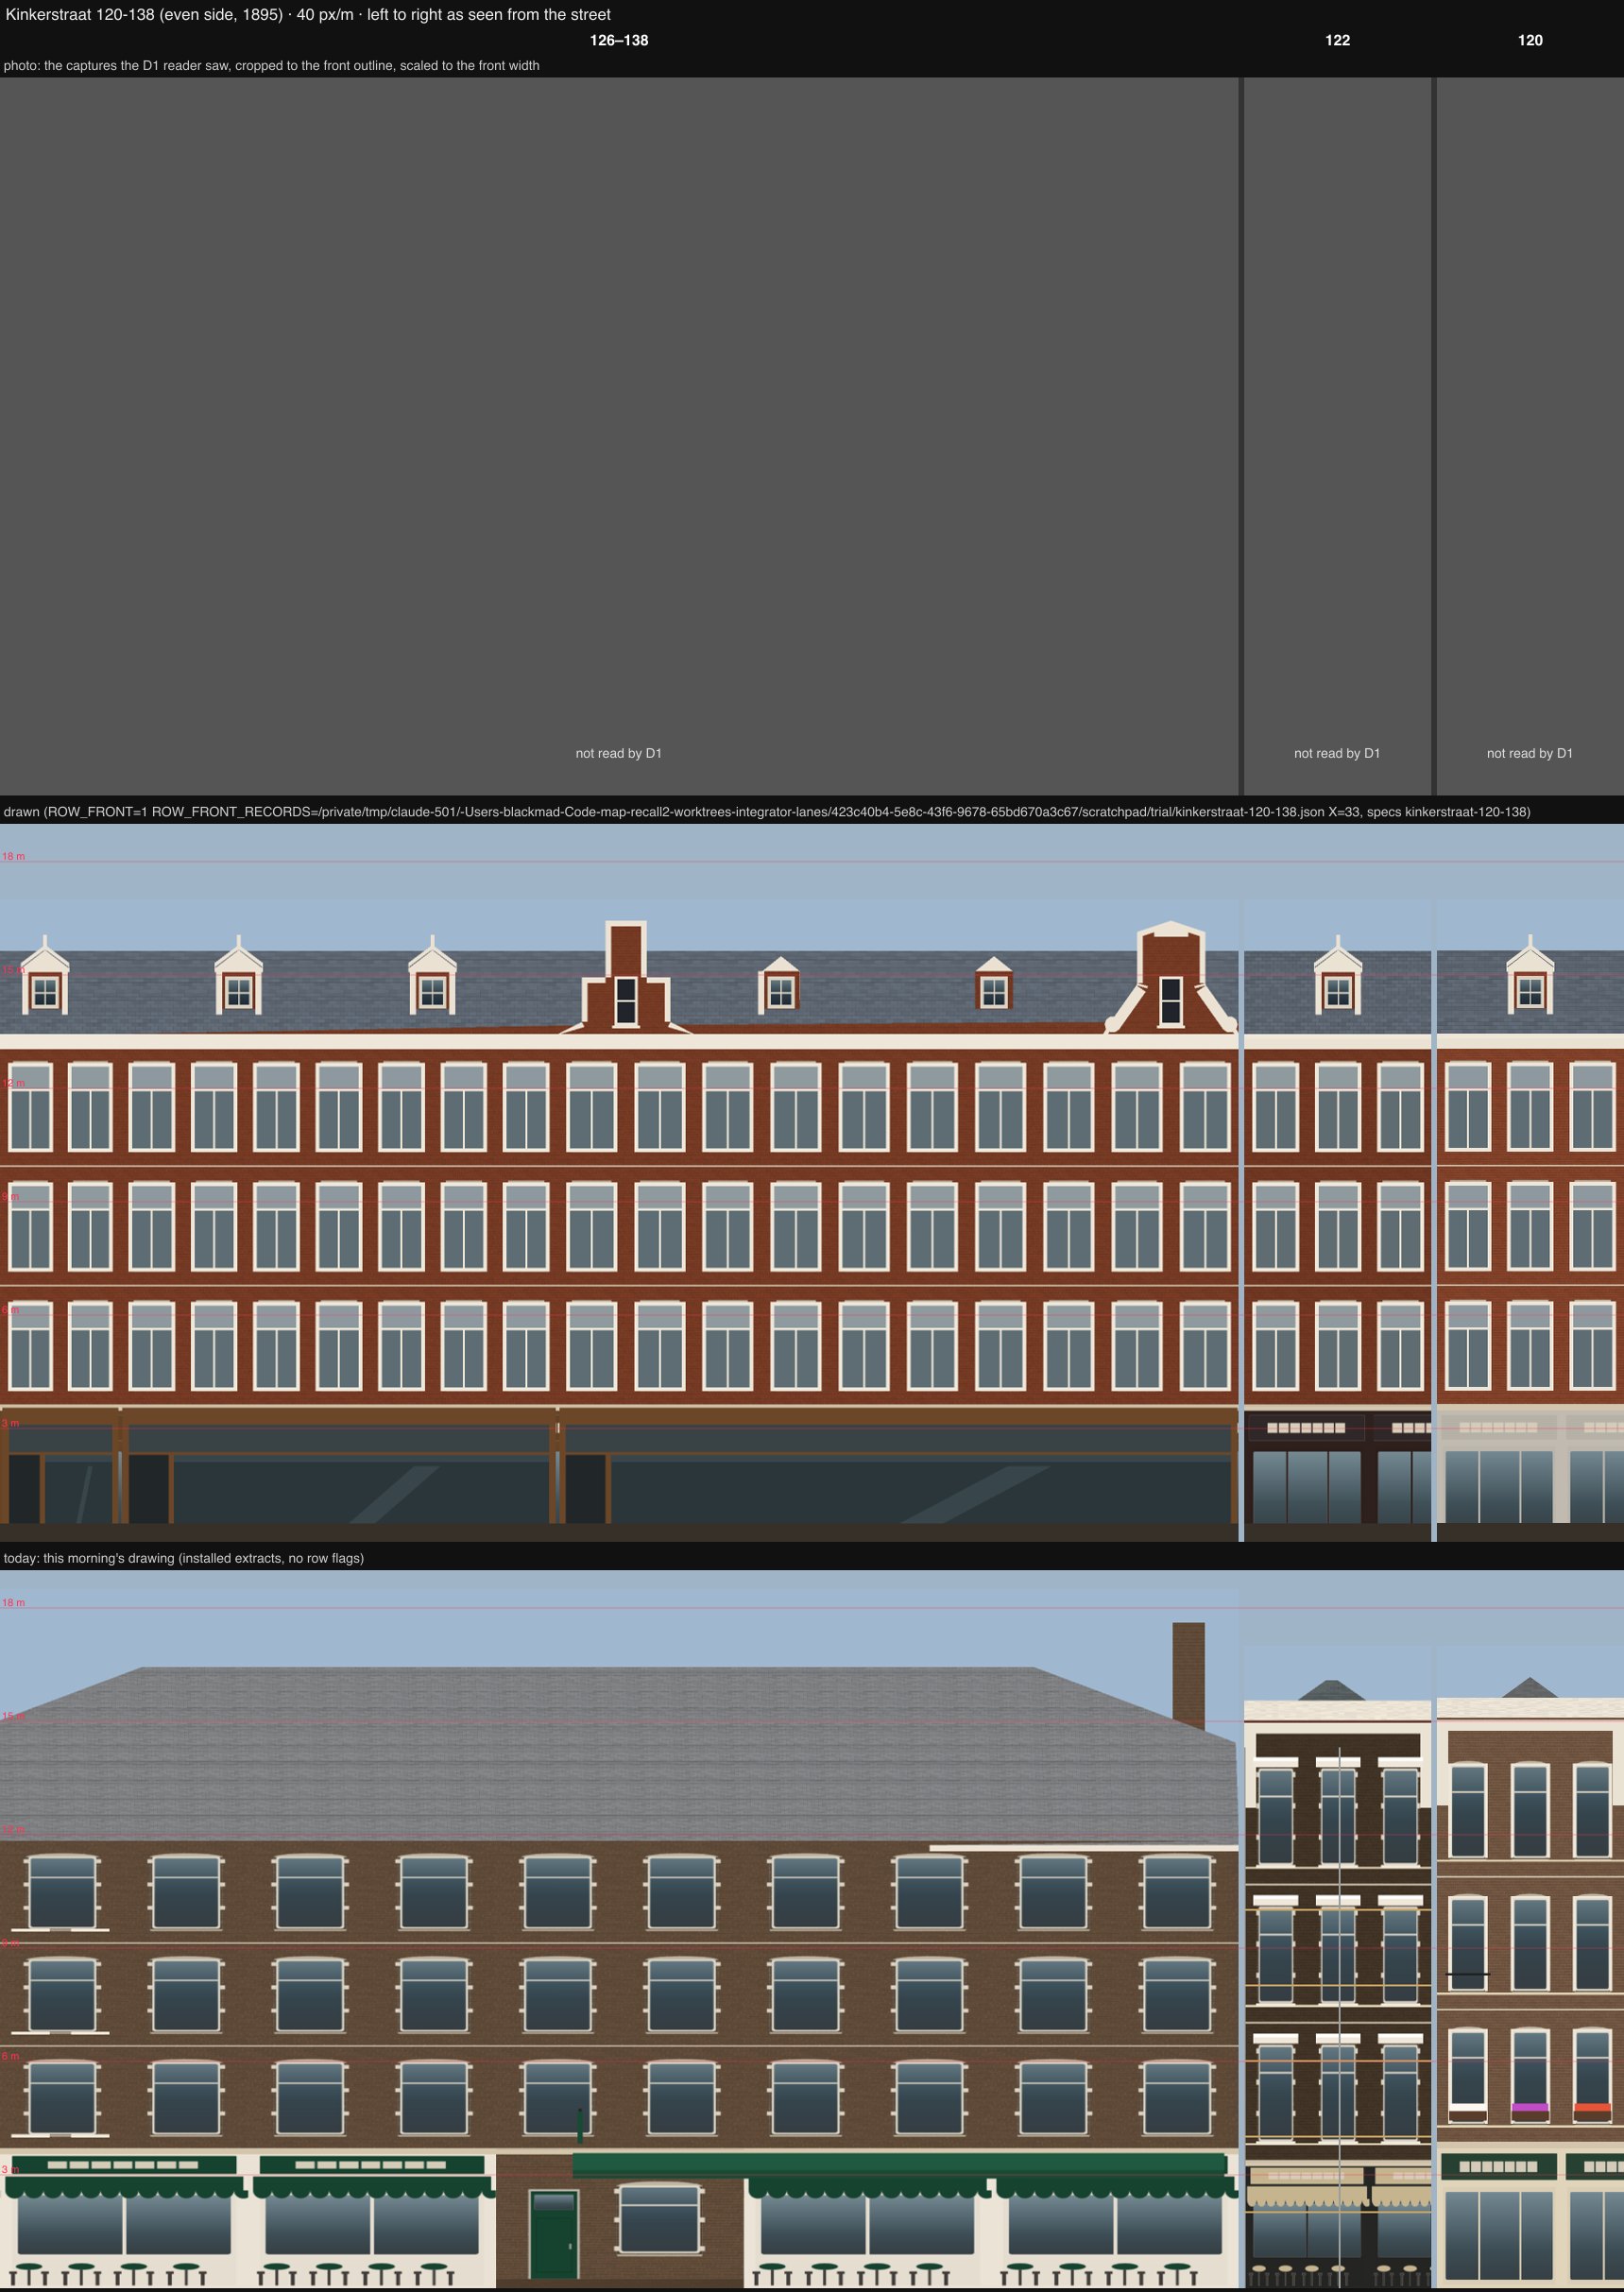 Kinkerstraat 120-138 (even side, 1895) · 40 px/m · left to right as seen from the street
126–138
122
120
photo: the captures the D1 reader saw, cropped to the front outline, scaled to the front width
not read by D1
not read by D1
not read by D1
drawn (ROW_FRONT=1 ROW_FRONT_RECORDS=/private/tmp/claude-501/-Users-blackmad-Code-map-recall2-worktrees-integrator-lanes/423c40b4-5e8c-43f6-9678-65bd670a3c67/scratchpad/trial/kinkerstraat-120-138.json X=33, specs kinkerstraat-120-138)
18 m
15 m
12 m
9 m
6 m
3 m
today: this morning's drawing (installed extracts, no row flags)
18 m
15 m
12 m
9 m
6 m
3 m